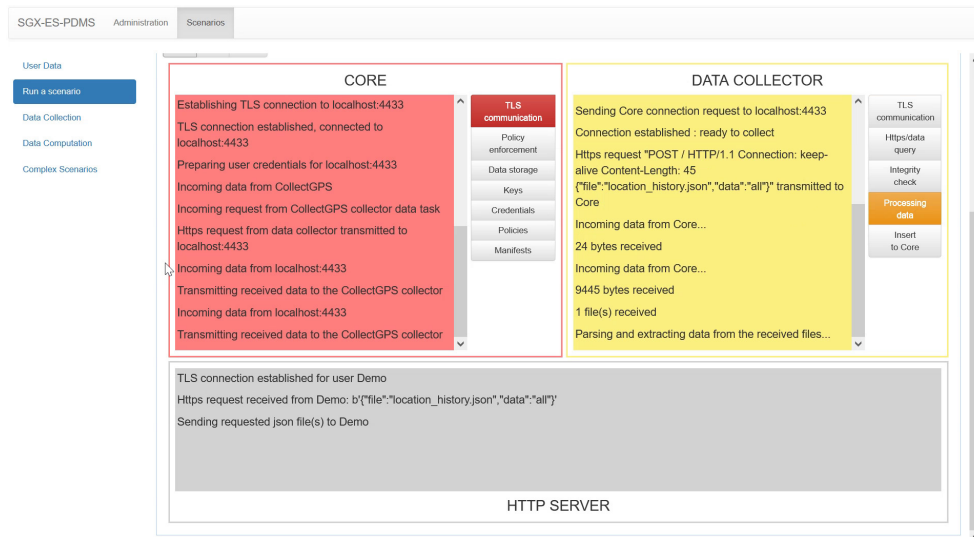 SGX-ES-PDMS Administration Scenarios
User Data
Run a scenario
Data Collection
Data Computation
Complex Scenarios
CORE
Establishing TLS connection to localhost:4433
TLS connection established, connected to
localhost:4433
Preparing user credentials for localhost:4433
Incoming data from CollectGPS
Incoming request from CollectGPS collector data task
Https request from data collector transmitted to
localhost:4433
Incoming data from localhost:4433
Transmitting received data to the CollectGPS collector
Incoming data from localhost:4433
Transmitting received data to the CollectGPS collector
TLS
communication
Policy
enforcement
Data storage
Keys
Credentials
Policies
Manifests
DATA COLLECTOR
Sending Core connection request to localhost:4433
Connection established : ready to collect
Https request "POST / HTTP/1.1 Connection: keep-
alive Content-Length: 45
{"file":"location_history.json","data":"all"}" transmitted to
Core
Incoming data from Core...
24 bytes received
Incoming data from Core...
9445 bytes received
1 file(s) received
Parsing and extracting data from the received files...
TLS
communication
Https/data
query
Integrity
check
Processing
data
Insert
to Core
TLS connection established for user Demo
Https request received from Demo: b'{"file":"location_history.json","data":"all"}'
Sending requested json file(s) to Demo
HTTP SERVER